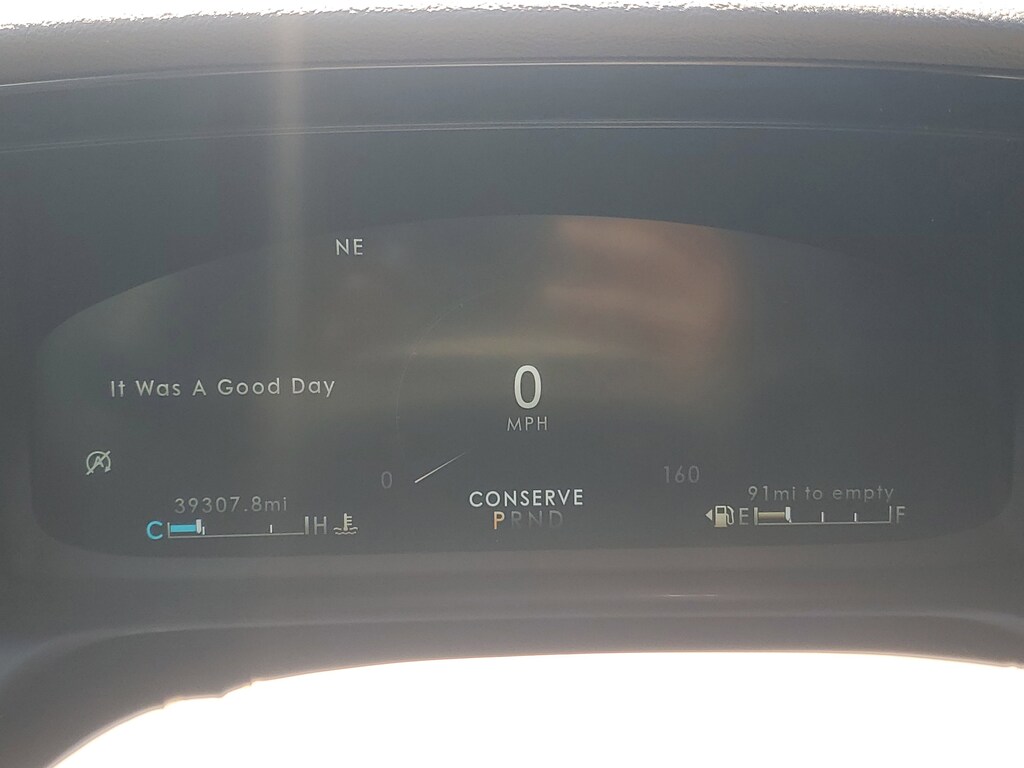 NE
It Was A Good Day
0
MPH
A
0
160
39307.8mi
CONSERVE
91mi to empty
C H
PRND
E F